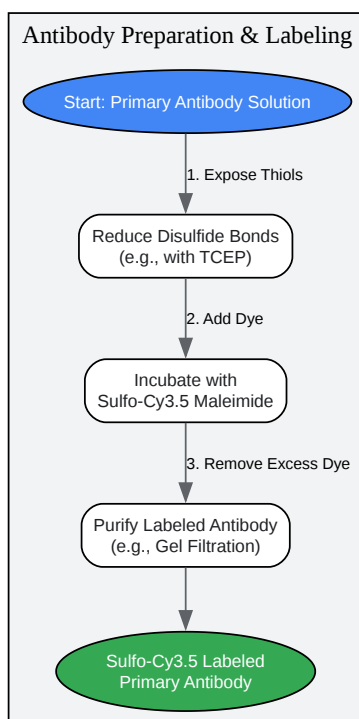 Antibody Preparation & Labeling
Start: Primary Antibody Solution
1. Expose Thiols
Reduce Disulfide Bonds
(e.g., with TCEP)
2. Add Dye
Incubate with
Sulfo-Cy3.5 Maleimide
3. Remove Excess Dye
Purify Labeled Antibody
(e.g., Gel Filtration)
Sulfo-Cy3.5 Labeled
Primary Antibody